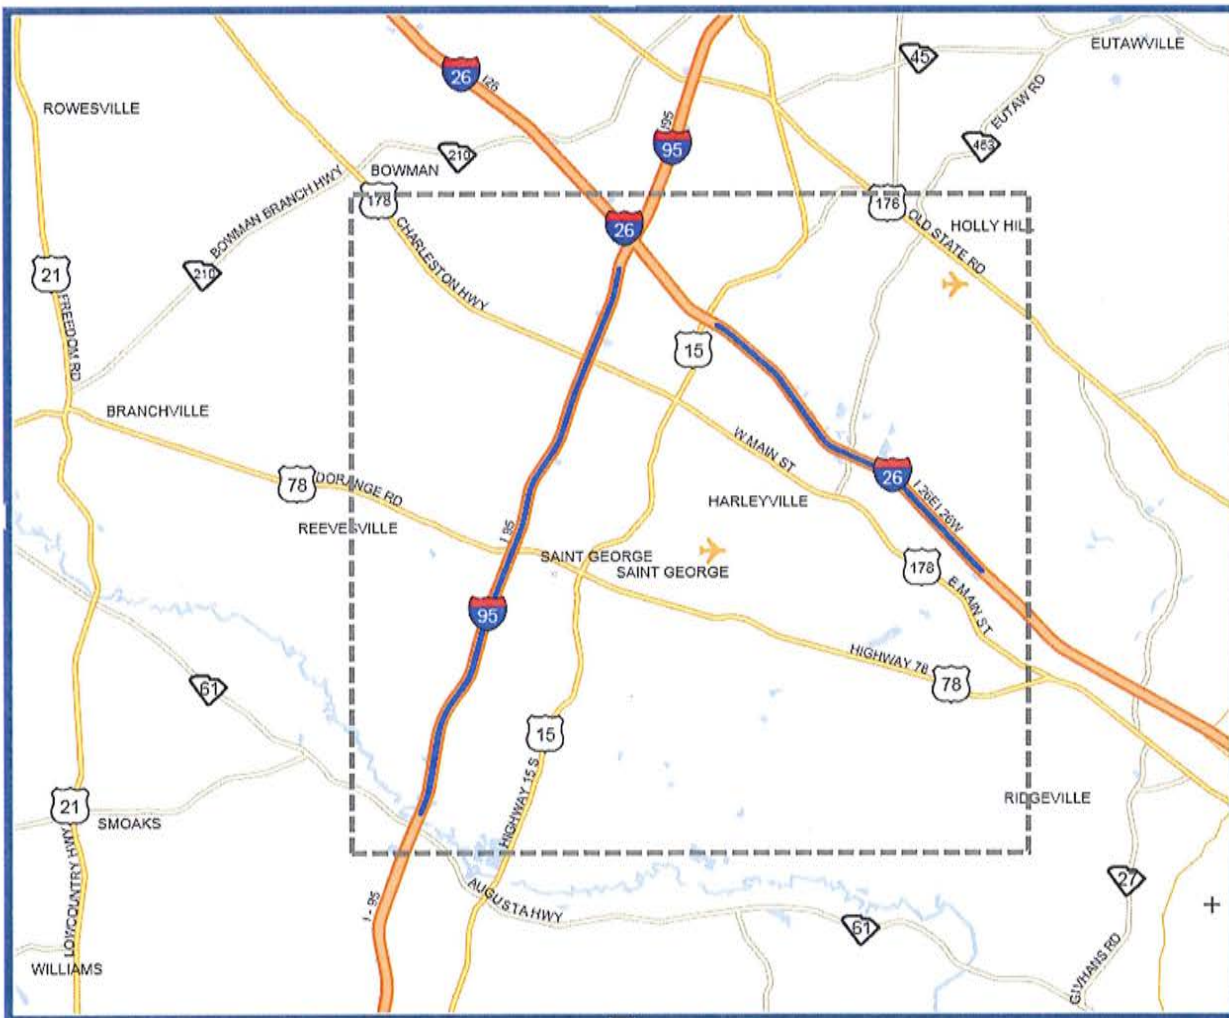 EUTAWVILLE
45
26
I26
ROWESVILLE
I95
EUTAW RD
95
453
210
BOWMAN
BOWMAN BRANCH HWY
178
176
OLD STATE RD
HOLLY HIL
26
CHARLESTON HWY
210
21
FREEDOM RD
15
BRANCHVILLE
W MAIN ST
26
78
DORANGE RD
HARLEYVILLE
I 26E I 26W
REEVESVILLE
I 95
SAINT GEORGE
SAINT GEORGE
178
E MAIN ST
95
HIGHWAY 78
78
61
15
HIGHWAY 15 S
21
RIDGEVILLE
SMOAKS
LOWCOUNTRY HWY
I - 95
AUGUSTA HWY
27
61
GIVHANS RD
WILLIAMS